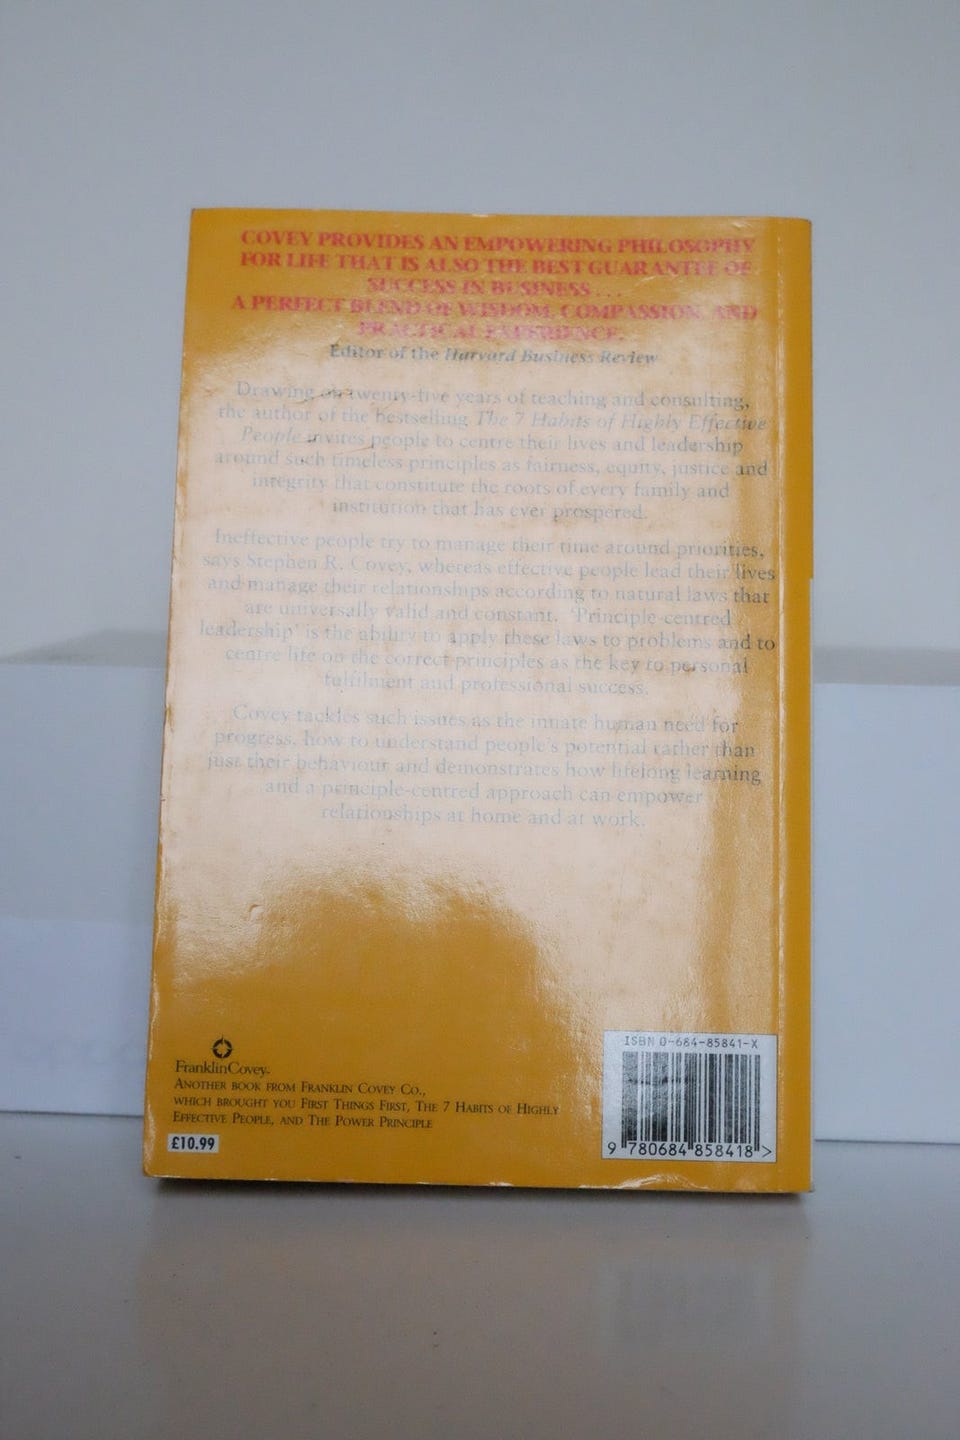 COVEY PROVIDES AN EMPOWERING PHILOSOPHY
FOR LIFE THAT IS ALSO THE BEST GUARANTEE OF
SUCCESS IN BUSINESS ...
A PERFECT BLEND OF WISDOM, COMPASSION, AND
PRACTICAL EXPERIENCE.
Editor of the Harvard Business Review
Drawing on twenty-five years of teaching and consulting,
the author of the bestselling The 7 Habits of Highly Effective
People invites people to centre their lives and leadership
around such timeless principles as fairness, equity, justice and
integrity that constitute the roots of every family and
institution that has ever prospered.
Ineffective people try to manage their time around priorities,
says Stephen R. Covey, whereas effective people lead their lives
and manage their relationships according to natural laws that
are universally valid and constant. 'Principle-centred
leadership' is the ability to apply these laws to problems and to
centre life on the correct principles as the key to personal
fulfilment and professional success.
Covey tackles such issues as the innate human need for
progress, how to understand people's potential rather than
just their behaviour and demonstrates how lifelong learning
and a principle-centred approach can empower
relationships at home and at work.
FranklinCovey.
ANOTHER BOOK FROM FRANKLIN COVEY CO.,
WHICH BROUGHT YOU FIRST THINGS FIRST, THE 7 HABITS OF HIGHLY
EFFECTIVE PEOPLE, AND THE POWER PRINCIPLE
£10.99
ISBN 0-684-85841-X
9 780684 858418 >